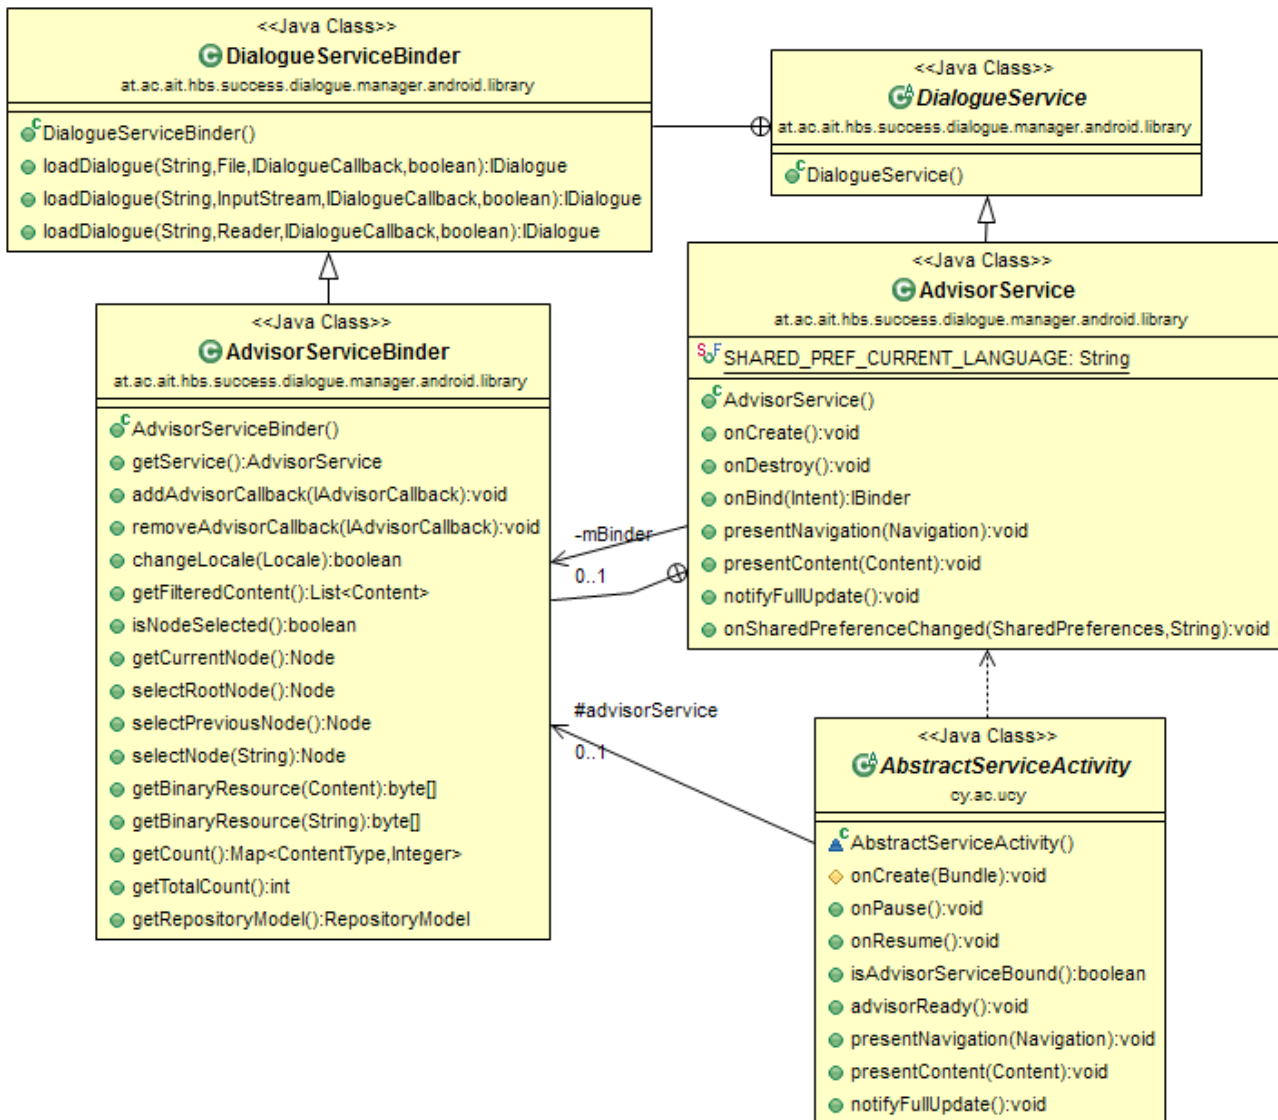 <<Java Class>>
DialogueServiceBinder
at.ac.ait.hbs.success.dialogue.manager.android.library
DialogueServiceBinder()
loadDialogue(String,File,IDialogueCallback,boolean):IDialogue
loadDialogue(String,InputStream,IDialogueCallback,boolean):IDialogue
loadDialogue(String,Reader,IDialogueCallback,boolean):IDialogue
<<Java Class>>
DialogueService
at.ac.ait.hbs.success.dialogue.manager.android.library
DialogueService()
<<Java Class>>
AdvisorServiceBinder
at.ac.ait.hbs.success.dialogue.manager.android.library
AdvisorServiceBinder()
getService():AdvisorService
addAdvisorCallback(IAdvisorCallback):void
removeAdvisorCallback(IAdvisorCallback):void
changeLocale(Locale):boolean
getFilteredContent():List<Content>
isNodeSelected():boolean
getCurrentNode():Node
selectRootNode():Node
selectPreviousNode():Node
selectNode(String):Node
getBinaryResource(Content):byte[]
getBinaryResource(String):byte[]
getCount():Map<ContentType,Integer>
getTotalCount():int
getRepositoryModel():RepositoryModel
-mBinder
0..1
#advisorService
0..1
<<Java Class>>
AdvisorService
at.ac.ait.hbs.success.dialogue.manager.android.library
SHARED_PREF_CURRENT_LANGUAGE: String
AdvisorService()
onCreate():void
onDestroy():void
onBind(Intent):IBinder
presentNavigation(Navigation):void
presentContent(Content):void
notifyFullUpdate():void
onSharedPreferenceChanged(SharedPreferences,String):void
<<Java Class>>
AbstractServiceActivity
cy.ac.ucy
AbstractServiceActivity()
onCreate(Bundle):void
onPause():void
onResume():void
isAdvisorServiceBound():boolean
advisorReady():void
presentNavigation(Navigation):void
presentContent(Content):void
notifyFullUpdate():void